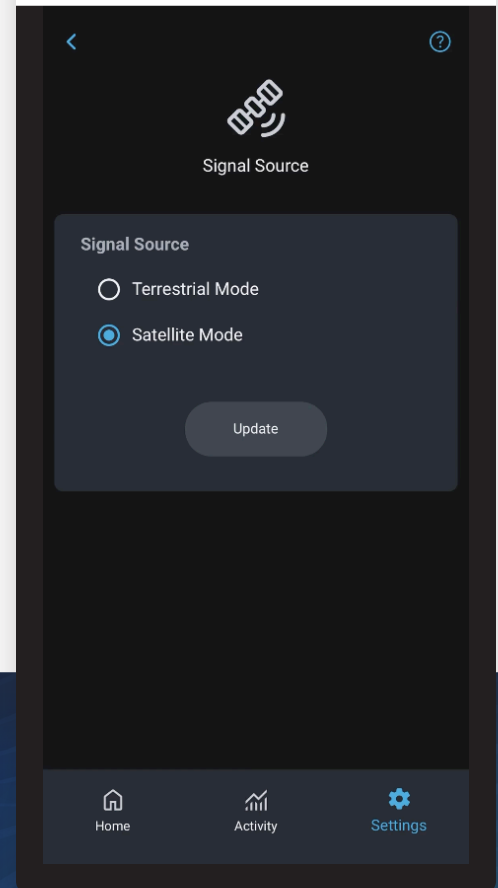 Signal Source
Signal Source
Terrestrial Mode
Satellite Mode
Update
Home Activity Settings